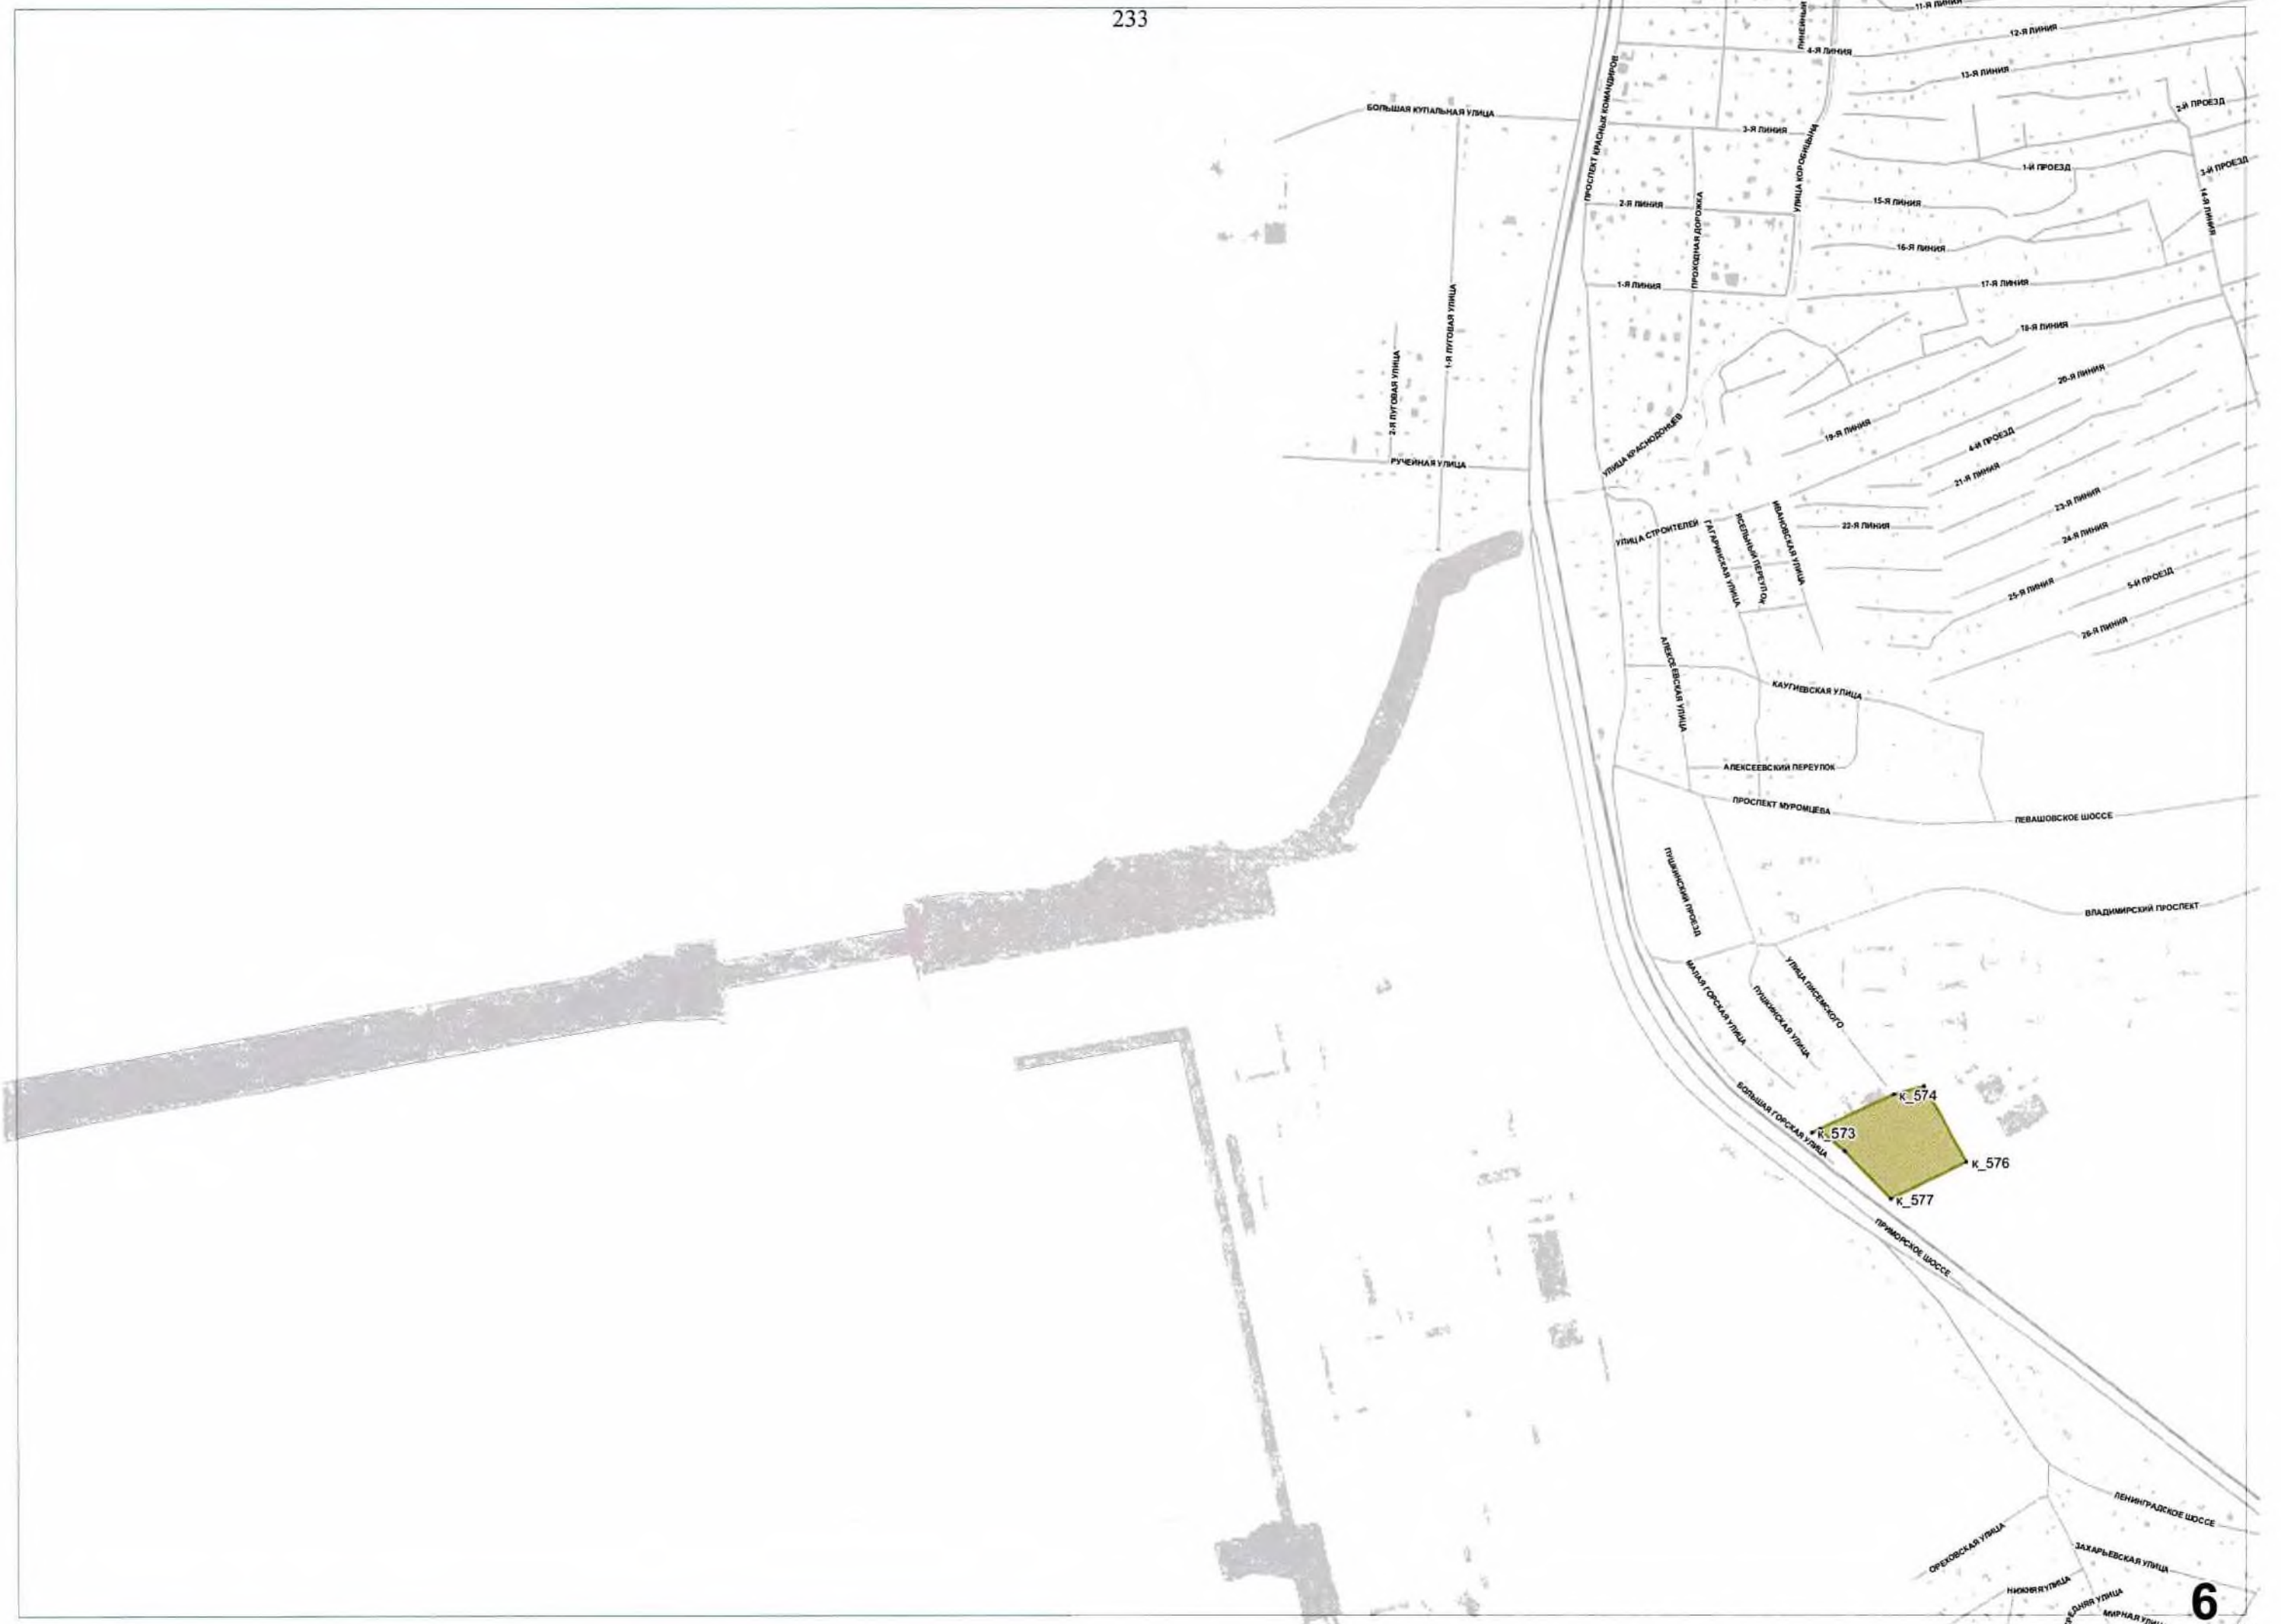 233
11-Я ЛИНИЯ
12-Я ЛИНИЯ
4-Я ЛИНИЯ
13-Я ЛИНИЯ
ПРОСПЕКТ КРАСНЫХ КОМАНДИРОВ
БОЛЬШАЯ КУПАЛЬНАЯ УЛИЦА
2-Й ПРОЕЗД
3-Я ЛИНИЯ
УЛИЦА КОРОБИЦЫНА
1-Й ПРОЕЗД
3-Й ПРОЕЗД
2-Я ЛИНИЯ
ПРОХОДНАЯ ДОРОЖКА
15-Я ЛИНИЯ
14-Я ЛИНИЯ
16-Я ЛИНИЯ
1-Я ЛИНИЯ
17-Я ЛИНИЯ
1-Я ЛУГОВАЯ УЛИЦА
18-Я ЛИНИЯ
2-Я ЛУГОВАЯ УЛИЦА
20-Я ЛИНИЯ
19-Я ЛИНИЯ
УЛИЦА КРАСНОДОНЦЕВ
4-Й ПРОЕЗД
РУЧЕЙНАЯ УЛИЦА
21-Я ЛИНИЯ
23-Я ЛИНИЯ
УЛИЦА СТРОИТЕЛЕЙ
ГАГАРИНСКАЯ УЛИЦА
ЯСЕЛЬНЫЙ ПЕРЕУЛОК
ИВАНОВСКАЯ УЛИЦА
22-Я ЛИНИЯ
24-Я ЛИНИЯ
25-Я ЛИНИЯ
5-Й ПРОЕЗД
26-Я ЛИНИЯ
АЛЕКСЕЕВСКАЯ УЛИЦА
КАУГИЕВСКАЯ УЛИЦА
АЛЕКСЕЕВСКИЙ ПЕРЕУЛОК
ПРОСПЕКТ МУРОМЦЕВА
ЛЕВАШОВСКОЕ ШОССЕ
ПУШКИНСКИЙ ПРОЕЗД
ВЛАДИМИРСКИЙ ПРОСПЕКТ
МАЛАЯ ГОРСКАЯ УЛИЦА
ПУШКИНСКАЯ УЛИЦА
УЛИЦА ПИСЕМСКОГО
БОЛЬШАЯ ГОРСКАЯ УЛИЦА
к_574
к_573
к_576
к_577
ПРИМОРСКОЕ ШОССЕ
ЛЕНИНГРАДСКОЕ ШОССЕ
ОРЕХОВСКАЯ УЛИЦА
ЗАХАРЬЕВСКАЯ УЛИЦА
НИЖНЯЯ УЛИЦА
6